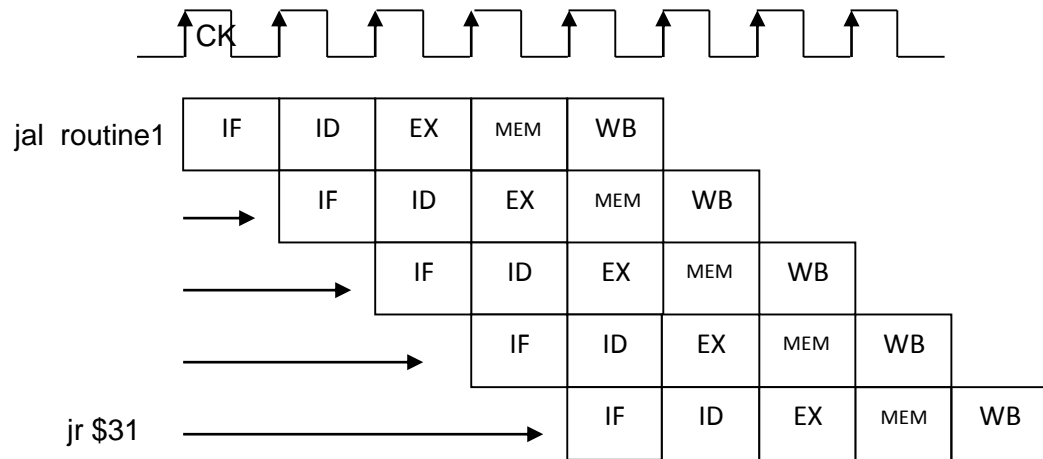 CK
jal routine1 IF ID EX MEM WB
IF ID EX MEM WB
IF ID EX MEM WB
IF ID EX MEM WB
jr $31 IF ID EX MEM WB